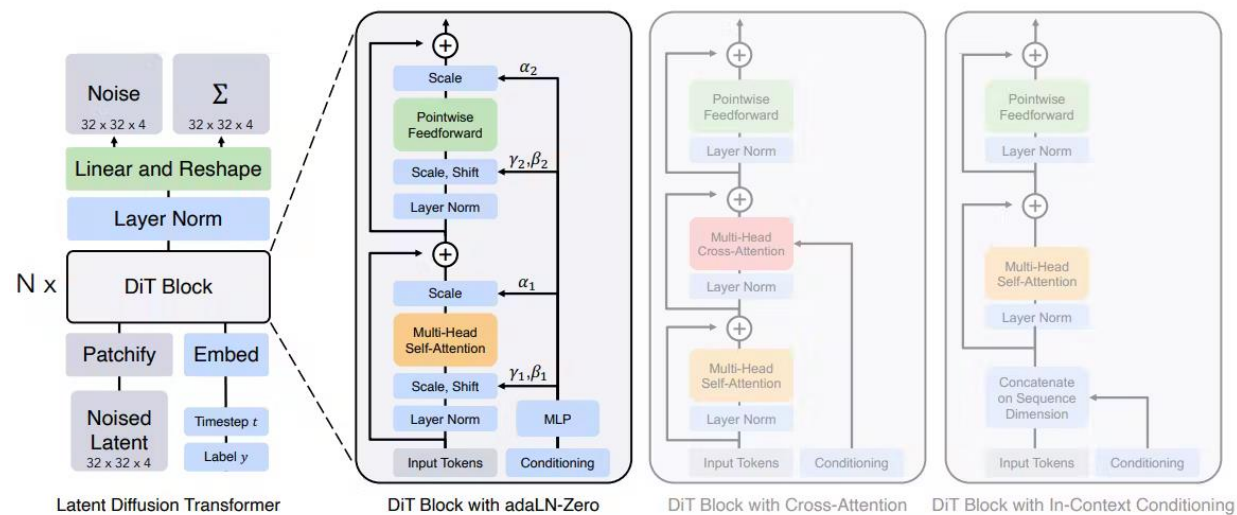 Noise
32 x 32 x 4
Σ
32 x 32 x 4
Linear and Reshape
Layer Norm
N x
DiT Block
Patchify
Embed
Noised
Latent
32 x 32 x 4
Timestep t
Label y
Latent Diffusion Transformer
+
Scale
α₂
Pointwise
Feedforward
γ₂,β₂
Scale, Shift
Layer Norm
+
Scale
α₁
Multi-Head
Self-Attention
γ₁,β₁
Scale, Shift
Layer Norm
MLP
Input Tokens
Conditioning
DiT Block with adaLN-Zero
+
Pointwise
Feedforward
Layer Norm
+
Multi-Head
Cross-Attention
Layer Norm
+
Multi-Head
Self-Attention
Layer Norm
Input Tokens
Conditioning
DiT Block with Cross-Attention
+
Pointwise
Feedforward
Layer Norm
+
Multi-Head
Self-Attention
Layer Norm
Concatenate
on Sequence
Dimension
Input Tokens
Conditioning
DiT Block with In-Context Conditioning